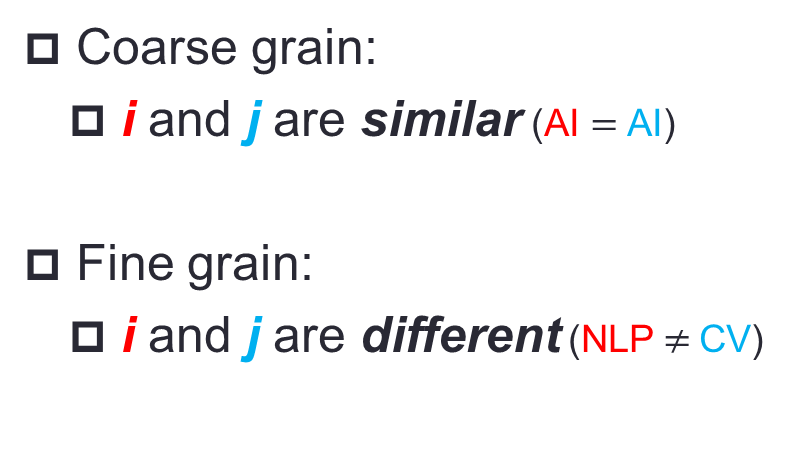 Coarse grain:
i and j are similar (AI = AI)
Fine grain:
i and j are different (NLP ≠ CV)